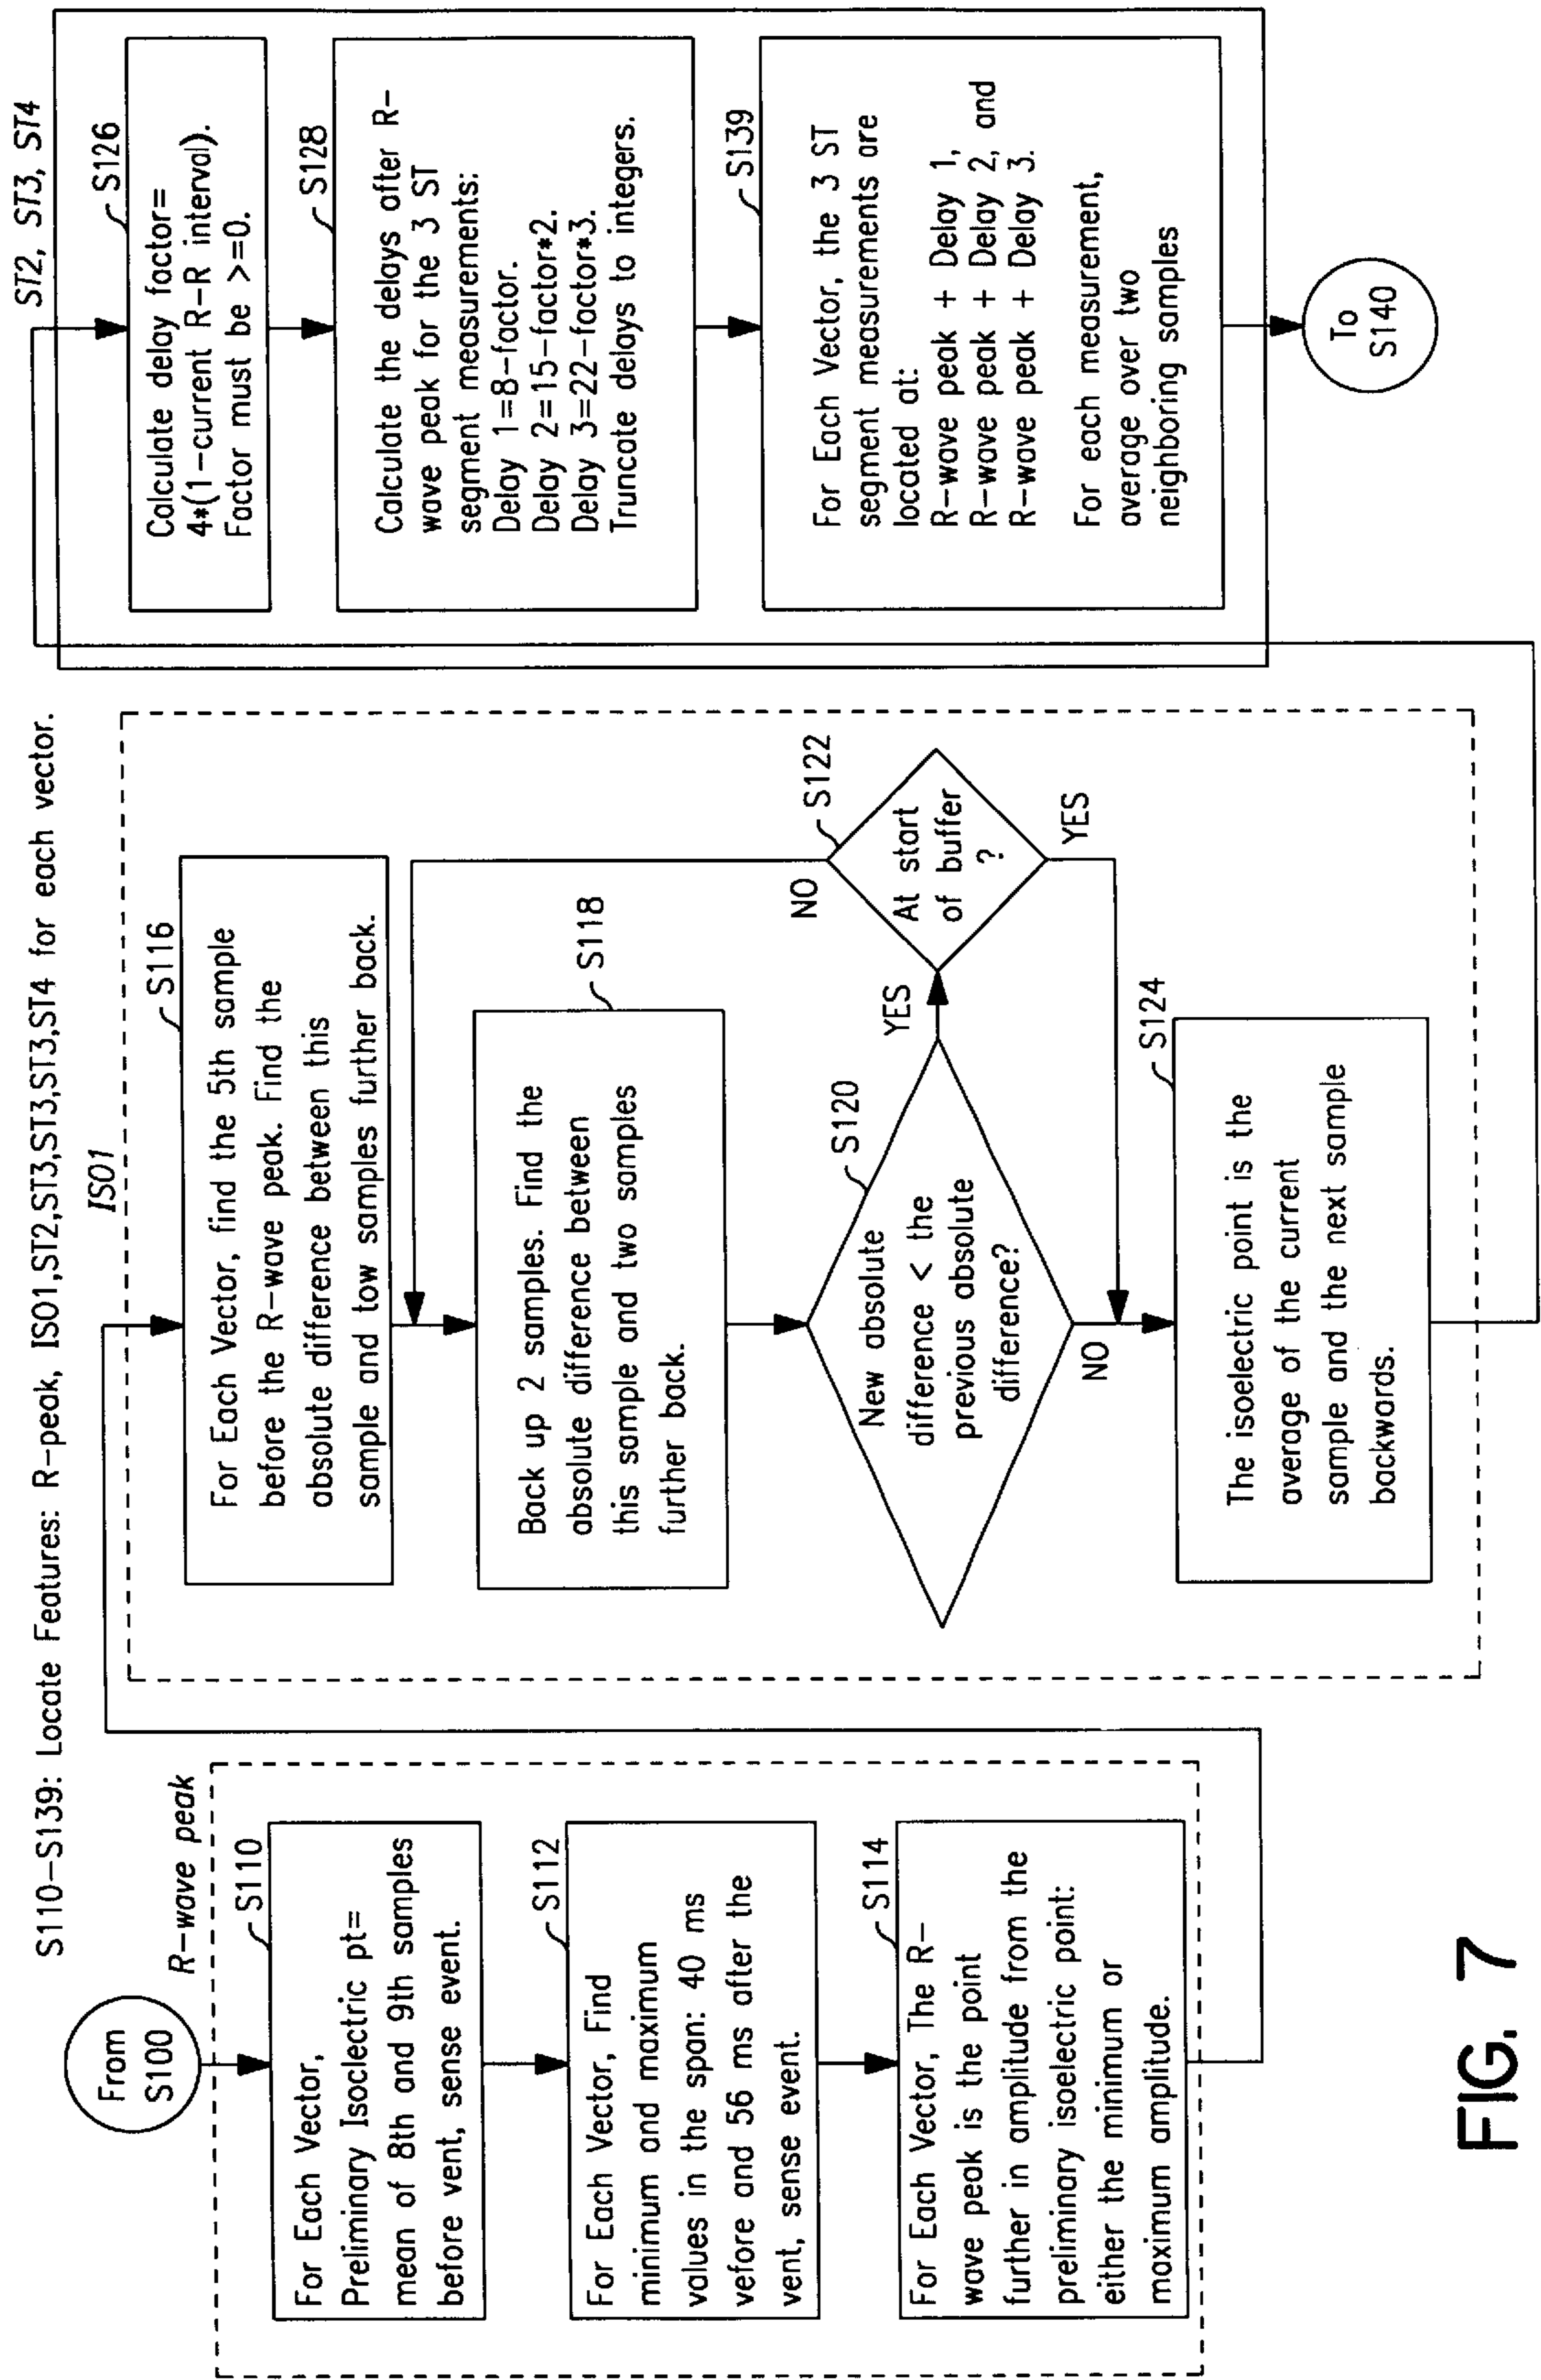 S110-S139: Locate Features: R-peak, ISO1,ST2,ST3,ST3,ST3,ST4 for each vector.
From
S100
R-wave peak
S110
For Each Vector,
Preliminary Isoclectric pt=
mean of 8th and 9th samples
before vent, sense event.
S112
For Each Vector, Find
minimum and maximum
values in the span: 40 ms
vefore and 56 ms after the
vent, sense event.
S114
For Each Vector, The R-
wave peak is the point
further in amplitude from the
preliminary isoelectric point:
either the minimum or
maximum amplitude.
ISO1
S116
For Each Vector, find the 5th sample
before the R-wave peak. Find the
absolute difference between this
sample and tow samples further back.
S118
Back up 2 samples. Find the
absolute difference between
this sample and two samples
further back.
S120
New absolute
difference < the
previous absolute
difference?
YES
NO
S122
At start
of buffer
?
NO
YES
S124
The isoelectric point is the
average of the current
sample and the next sample
backwards.
ST2, ST3, ST4
S126
Calculate delay factor=
4*(1-current R-R interval).
Factor must be >=0.
S128
Calculate the delays after R-
wave peak for the 3 ST
segment measurements:
Delay 1=8-factor.
Delay 2=15-factor*2.
Delay 3=22-factor*3.
Truncate delays to integers.
S139
For Each Vector, the 3 ST
segment measurements are
located at:
R-wave peak + Delay 1,
R-wave peak + Delay 2, and
R-wave peak + Delay 3.
For each measurement,
average over two
neighboring samples
To
S140
FIG. 7